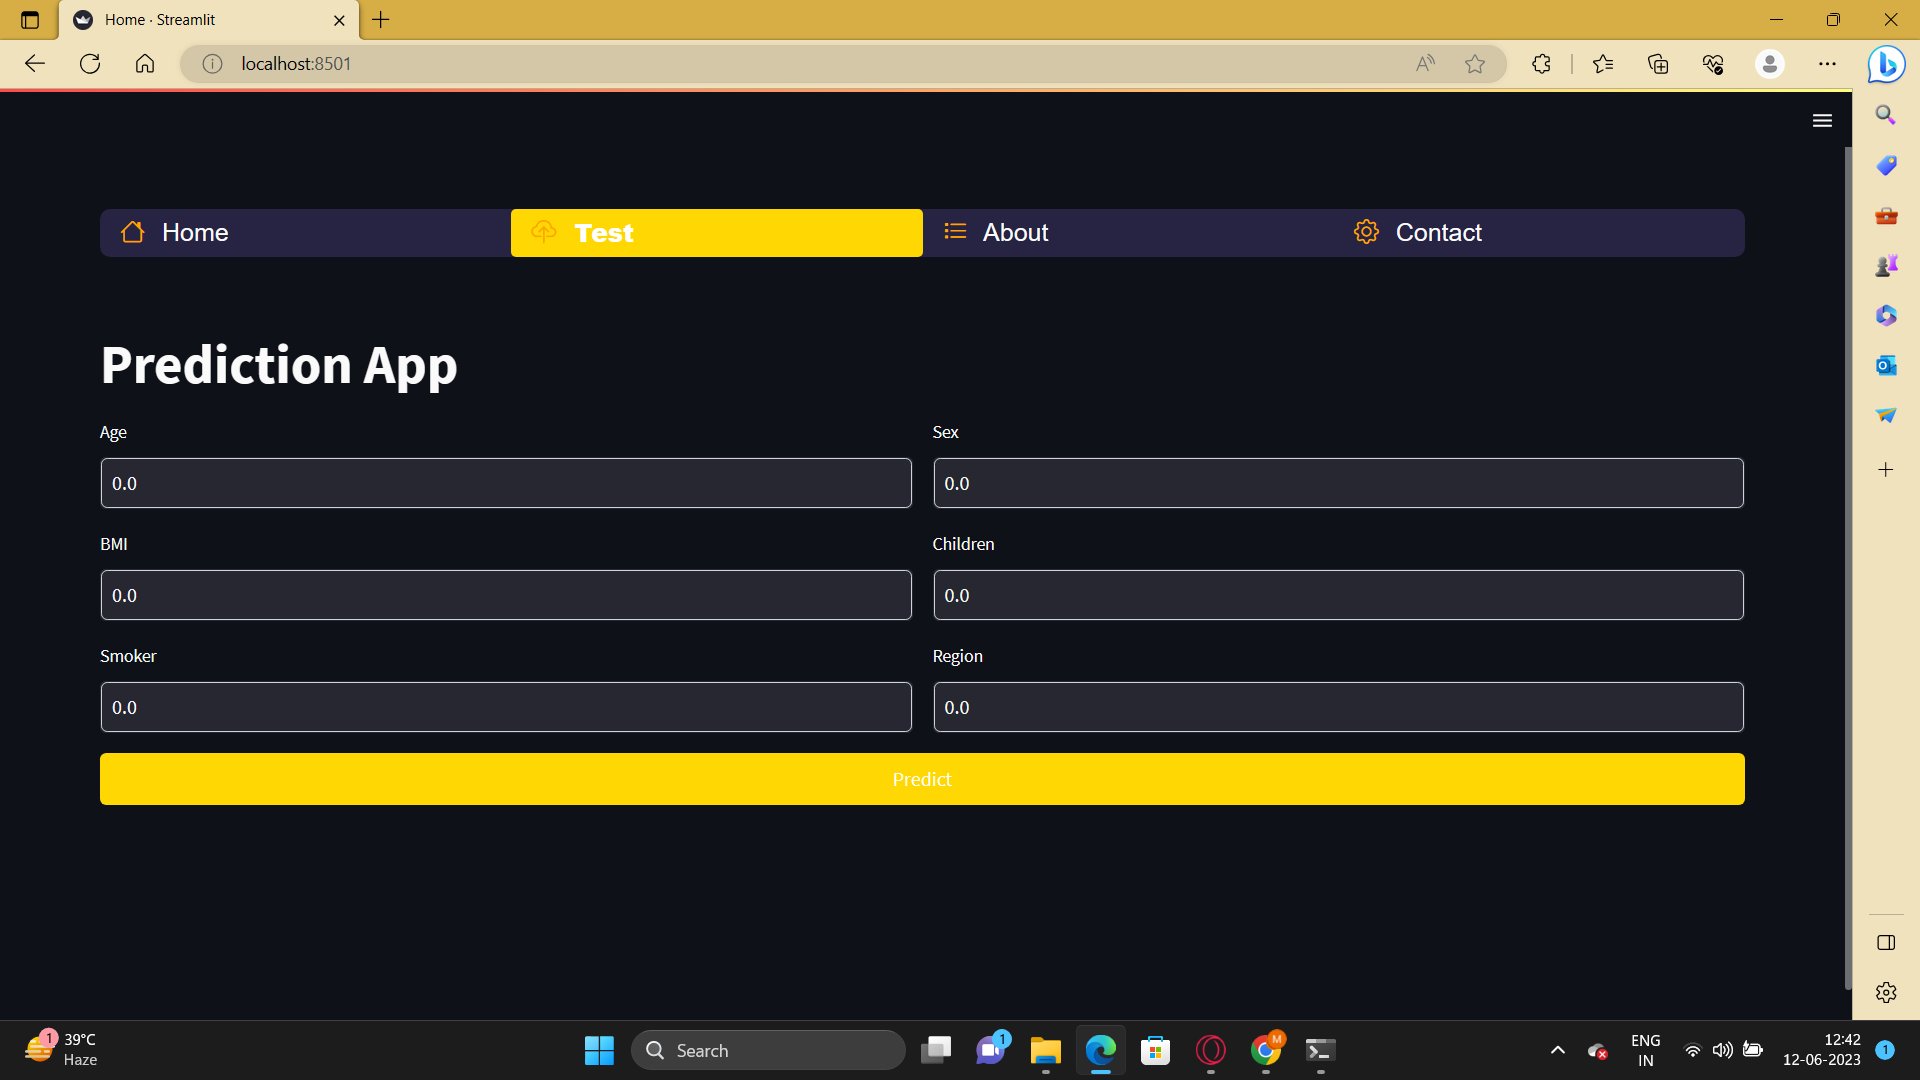 Home · Streamlit
localhost:8501
Home
Test
About
Contact
Prediction App
Age
Sex
0.0
0.0
BMI
Children
0.0
0.0
Smoker
Region
0.0
0.0
Predict
1
39°C
Haze
Search
1
M
ENG
IN
12:42
12-06-2023
1